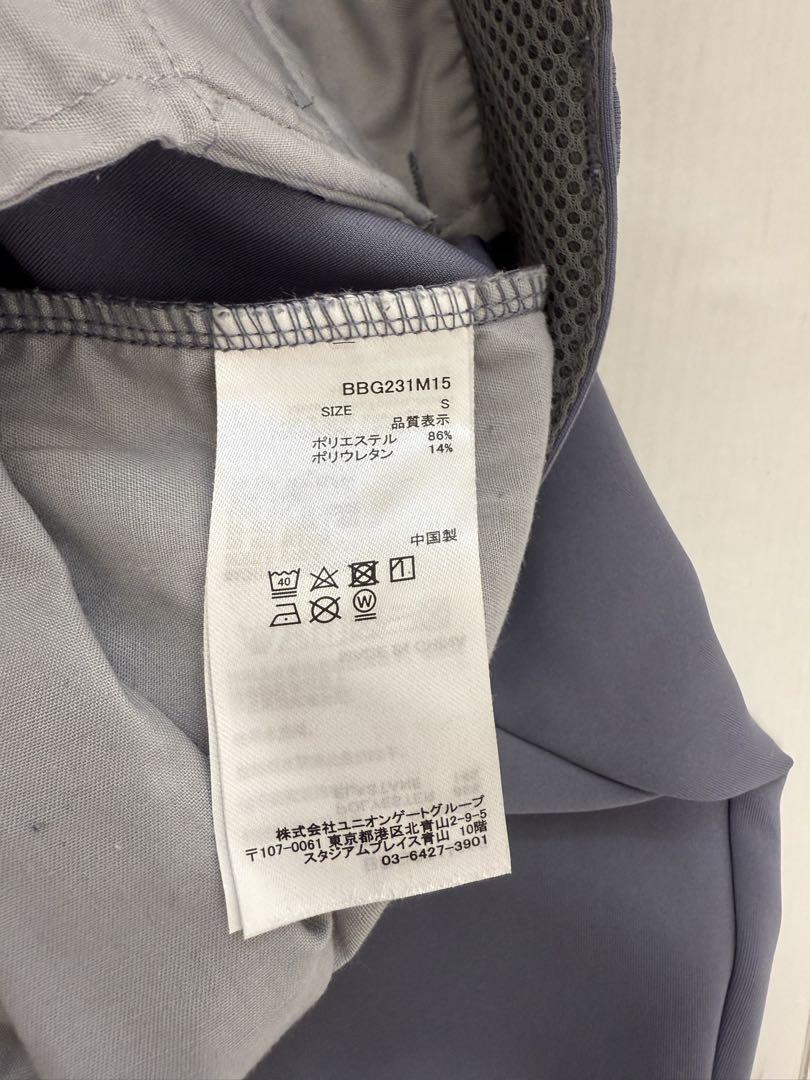 BBG231M15
SIZE S
品質表示
ポリエステル 86%
ポリウレタン 14%
中国製
40
W
株式会社ユニオンゲートグループ
〒107-0061 東京都港区北青山2-9-5
スタジアムプレイス青山 10階
03-6427-3901